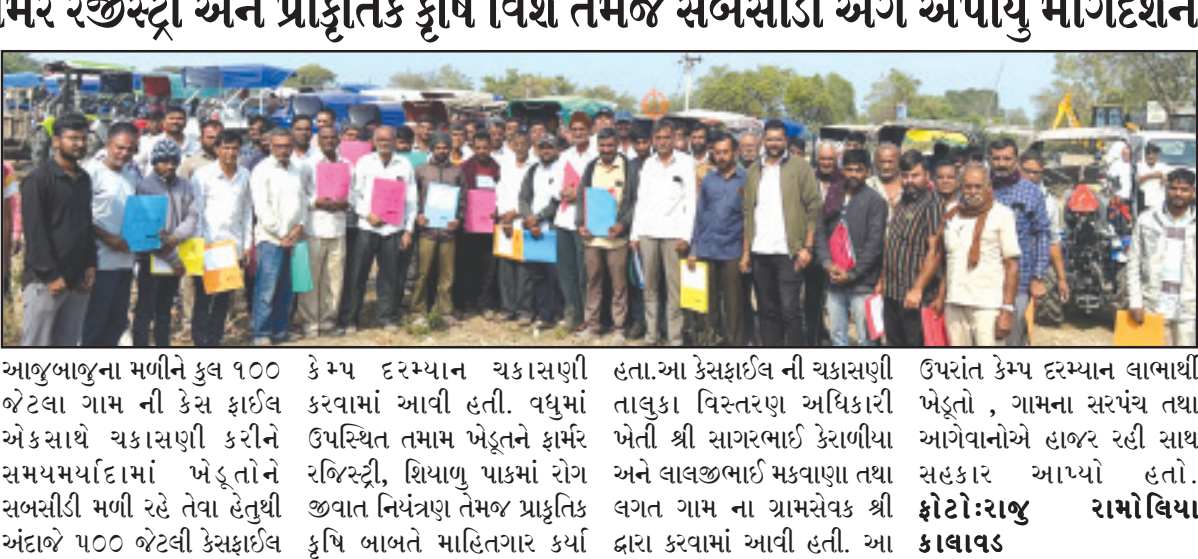 રજીસ્ટ્રી અને પ્રાકૃતિક કૃષિ વિશે તેમજ સબસીડી અંગે અપાયુ માર્ગદર્શન
આજુબાજુના મળીને કુલ ૧૦૦
જેટલા ગામ ની કેસ ફાઈલ
એકસાથે ચકાસણી કરીને
સમયમર્યાદામાં ખેડૂતોને
સબસીડી મળી રહે તેવા હેતુથી
અંદાજે ૫૦૦ જેટલી કેસફાઈલ
કેમ્પ દરમ્યાન ચકાસણી
કરવામાં આવી હતી. વધુમાં
ઉપસ્થિત તમામ ખેડૂતને ફાર્મર
રજિસ્ટ્રી, શિયાળુ પાકમાં રોગ
જીવાત નિયંત્રણ તેમજ પ્રાકૃતિક
કૃષિ બાબતે માહિતગાર કર્યા
હતા.આ કેસફાઈલ ની ચકાસણી
તાલુકા વિસ્તરણ અધિકારી
ખેતી શ્રી સાગરભાઈ કેરાળીયા
અને લાલજીભાઈ મકવાણા તથા
લગત ગામ ના ગ્રામસેવક શ્રી
દ્વારા કરવામાં આવી હતી. આ
ઉપરાંત કેમ્પ દરમ્યાન લાભાર્થી
ખેડૂતો , ગામના સરપંચ તથા
આગેવાનોએ હાજર રહી સાથ
સહકાર આપ્યો હતો.
ફોટોઃરાજુ રામોલિયા
કાલાવડ